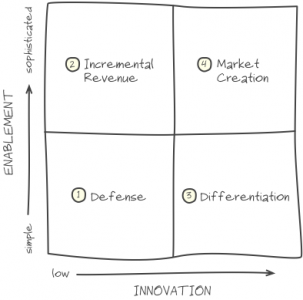 sophisticated
ENABLEMENT
simple
2 Incremental
Revenue
4 Market
Creation
1 Defense
3 Differentiation
low
INNOVATION